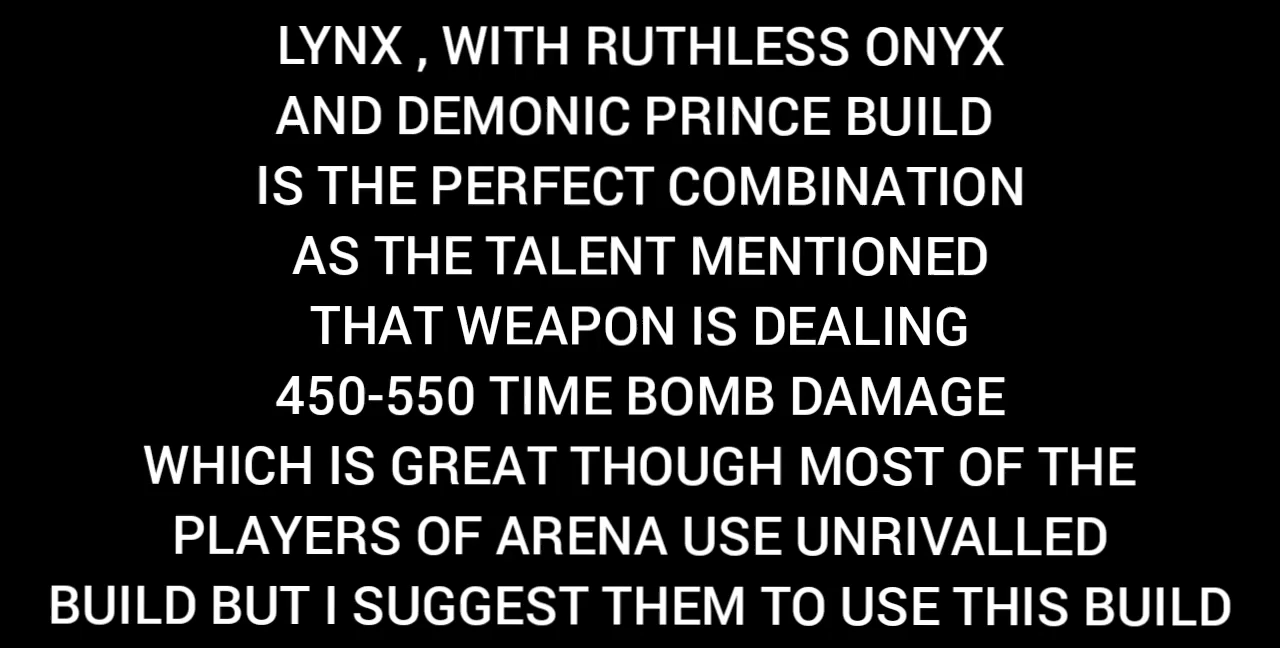 LYNX , WITH RUTHLESS ONYX
AND DEMONIC PRINCE BUILD
IS THE PERFECT COMBINATION
AS THE TALENT MENTIONED
THAT WEAPON IS DEALING
450-550 TIME BOMB DAMAGE
WHICH IS GREAT THOUGH MOST OF THE
PLAYERS OF ARENA USE UNRIVALLED
BUILD BUT I SUGGEST THEM TO USE THIS BUILD